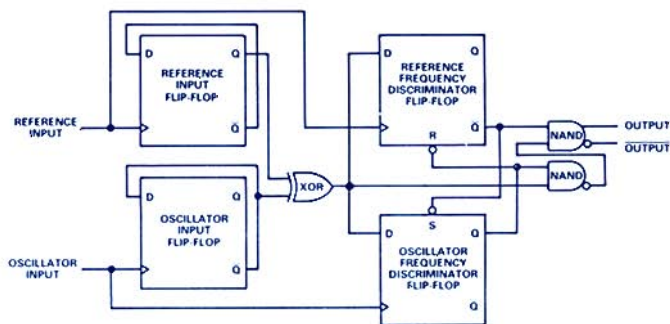 D
Q
REFERENCE
INPUT
FLIP-FLOP
Q̅
REFERENCE
INPUT
D
Q
REFERENCE
FREQUENCY
DISCRIMINATOR
FLIP-FLOP
Q̅
R
NAND
OUTPUT
O̅U̅T̅P̅U̅T̅
NAND
XOR
D
Q
OSCILLATOR
INPUT
FLIP-FLOP
Q̅
OSCILLATOR
INPUT
S
D
Q
OSCILLATOR
FREQUENCY
DISCRIMINATOR
FLIP-FLOP
Q